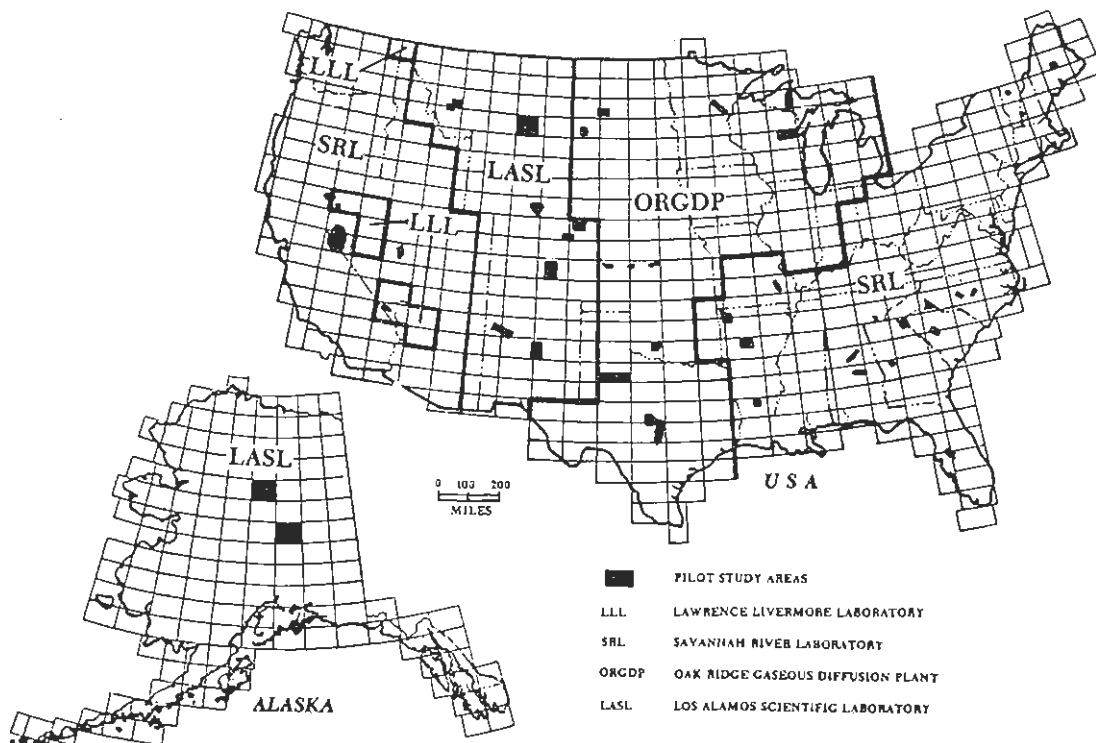 LLL
SRL
LASL
ORGDP
LLL
SRL
LASL
USA
0 100 200
MILES
PILOT STUDY AREAS
LLL LAWRENCE LIVERMORE LABORATORY
SRL SAVANNAH RIVER LABORATORY
ORGDP OAK RIDGE GASEOUS DIFFUSION PLANT
LASL LOS ALAMOS SCIENTIFIC LABORATORY
ALASKA